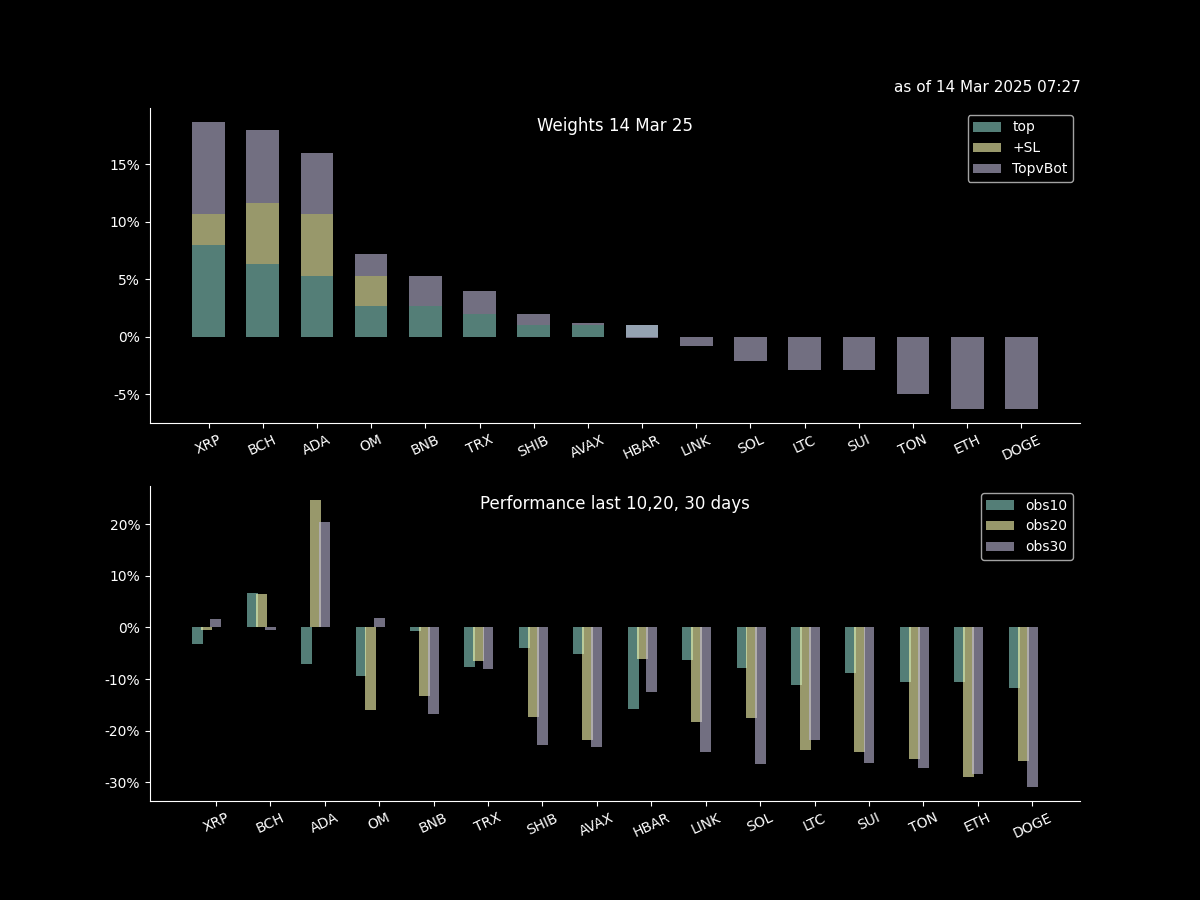 as of 14 Mar 2025 07:27
Weights 14 Mar 25
top
+SL
TopvBot
15%
10%
5%
0%
-5%
XRP BCH ADA OM BNB TRX SHIB AVAX HBAR LINK SOL LTC SUI TON ETH DOGE
Performance last 10,20, 30 days
obs10
obs20
obs30
20%
10%
0%
-10%
-20%
-30%
XRP BCH ADA OM BNB TRX SHIB AVAX HBAR LINK SOL LTC SUI TON ETH DOGE